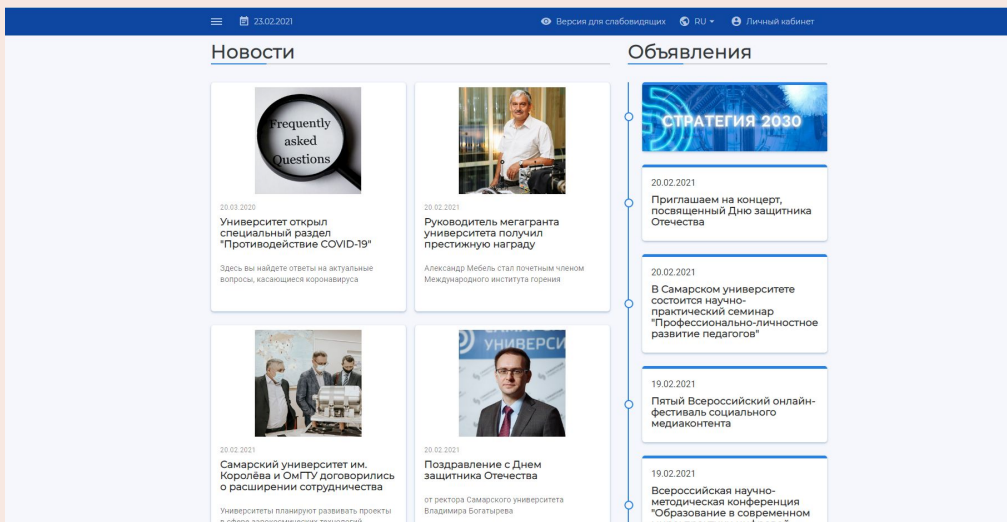 23.02.2021
Версия для слабовидящих
RU
Личный кабинет
Новости
Frequently
asked
Questions
20.03.2020
Университет открыл
специальный раздел
"Противодействие COVID-19"
Здесь вы найдете ответы на актуальные
вопросы, касающиеся коронавируса
20.02.2021
Руководитель мегагранта
университета получил
престижную награду
Александр Мебель стал почетным членом
Международного института горения
20.02.2021
Самарский университет им.
Королёва и ОмГТУ договорились
о расширении сотрудничества
Университеты планируют развивать проекты
в сфере аэрокосмических технологий
УНИВЕРСИ
20.02.2021
Поздравление с Днем
защитника Отечества
от ректора Самарского университета
Владимира Богатырева
Объявления
СТРАТЕГИЯ 2030
20.02.2021
Приглашаем на концерт,
посвященный Дню защитника
Отечества
20.02.2021
В Самарском университете
состоится научно-
практический семинар
"Профессионально-личностное
развитие педагогов"
19.02.2021
Пятый Всероссийский онлайн-
фестиваль социального
медиаконтента
19.02.2021
Всероссийская научно-
методическая конференция
"Образование в современном